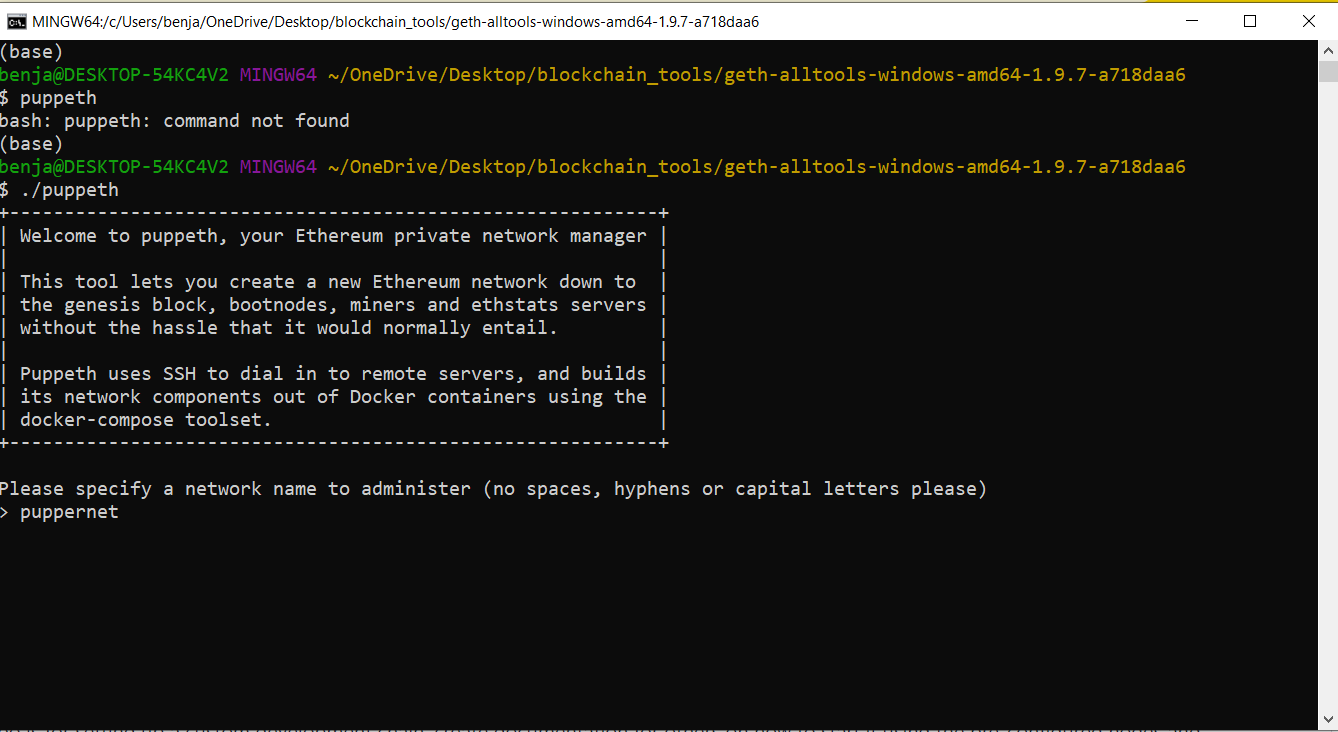 MINGW64:/c/Users/benja/OneDrive/Desktop/blockchain_tools/geth-alltools-windows-amd64-1.9.7-a718daa6
(base)
benja@DESKTOP-54KC4V2 MINGW64 ~/OneDrive/Desktop/blockchain_tools/geth-alltools-windows-amd64-1.9.7-a718daa6
$ puppeth
bash: puppeth: command not found
(base)
benja@DESKTOP-54KC4V2 MINGW64 ~/OneDrive/Desktop/blockchain_tools/geth-alltools-windows-amd64-1.9.7-a718daa6
$ ./puppeth
+-----------------------------------------------------------+
| Welcome to puppeth, your Ethereum private network manager |
|                                                           |
| This tool lets you create a new Ethereum network down to  |
| the genesis block, bootnodes, miners and ethstats servers |
| without the hassle that it would normally entail.         |
|                                                           |
| Puppeth uses SSH to dial in to remote servers, and builds |
| its network components out of Docker containers using the |
| docker-compose toolset.                                   |
+-----------------------------------------------------------+
Please specify a network name to administer (no spaces, hyphens or capital letters please)
> puppernet